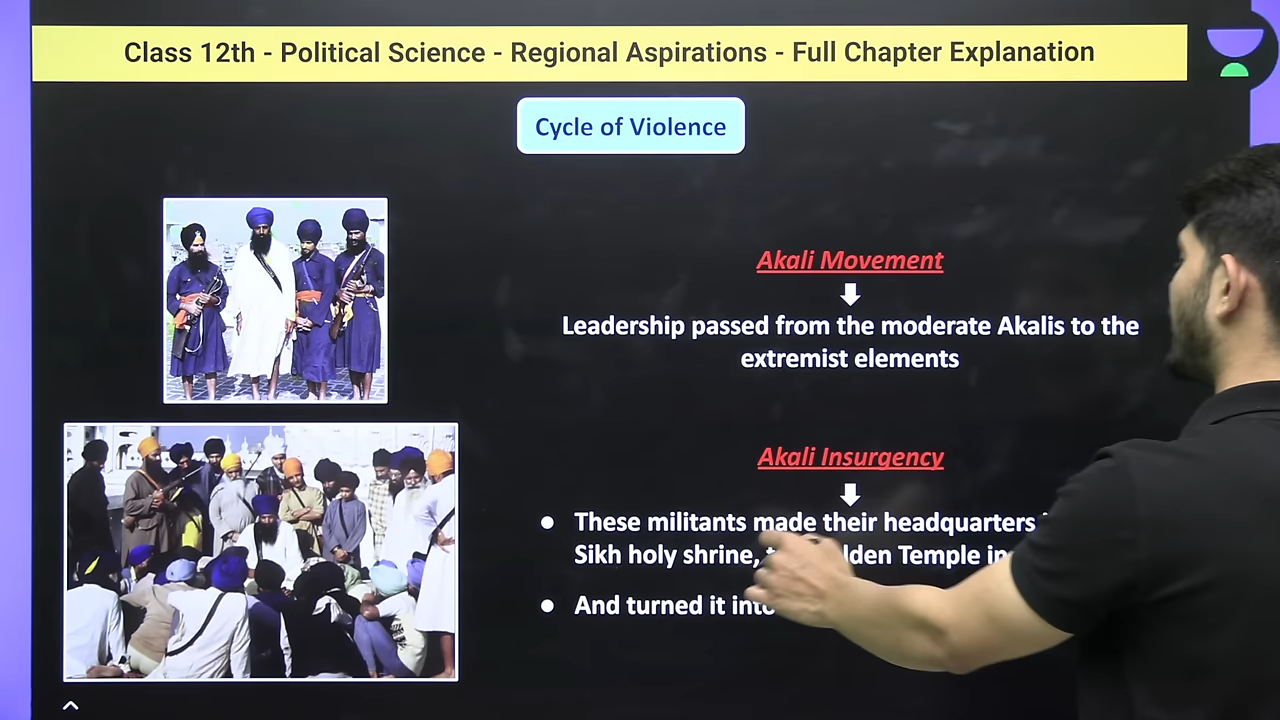 Class 12th - Political Science - Regional Aspirations - Full Chapter Explanation
Cycle of Violence
Akali Movement
Leadership passed from the moderate Akalis to the
extremist elements
Akali Insurgency
● These militants made their headquarters
Sikh holy shrine, Temple in
● And turned it into